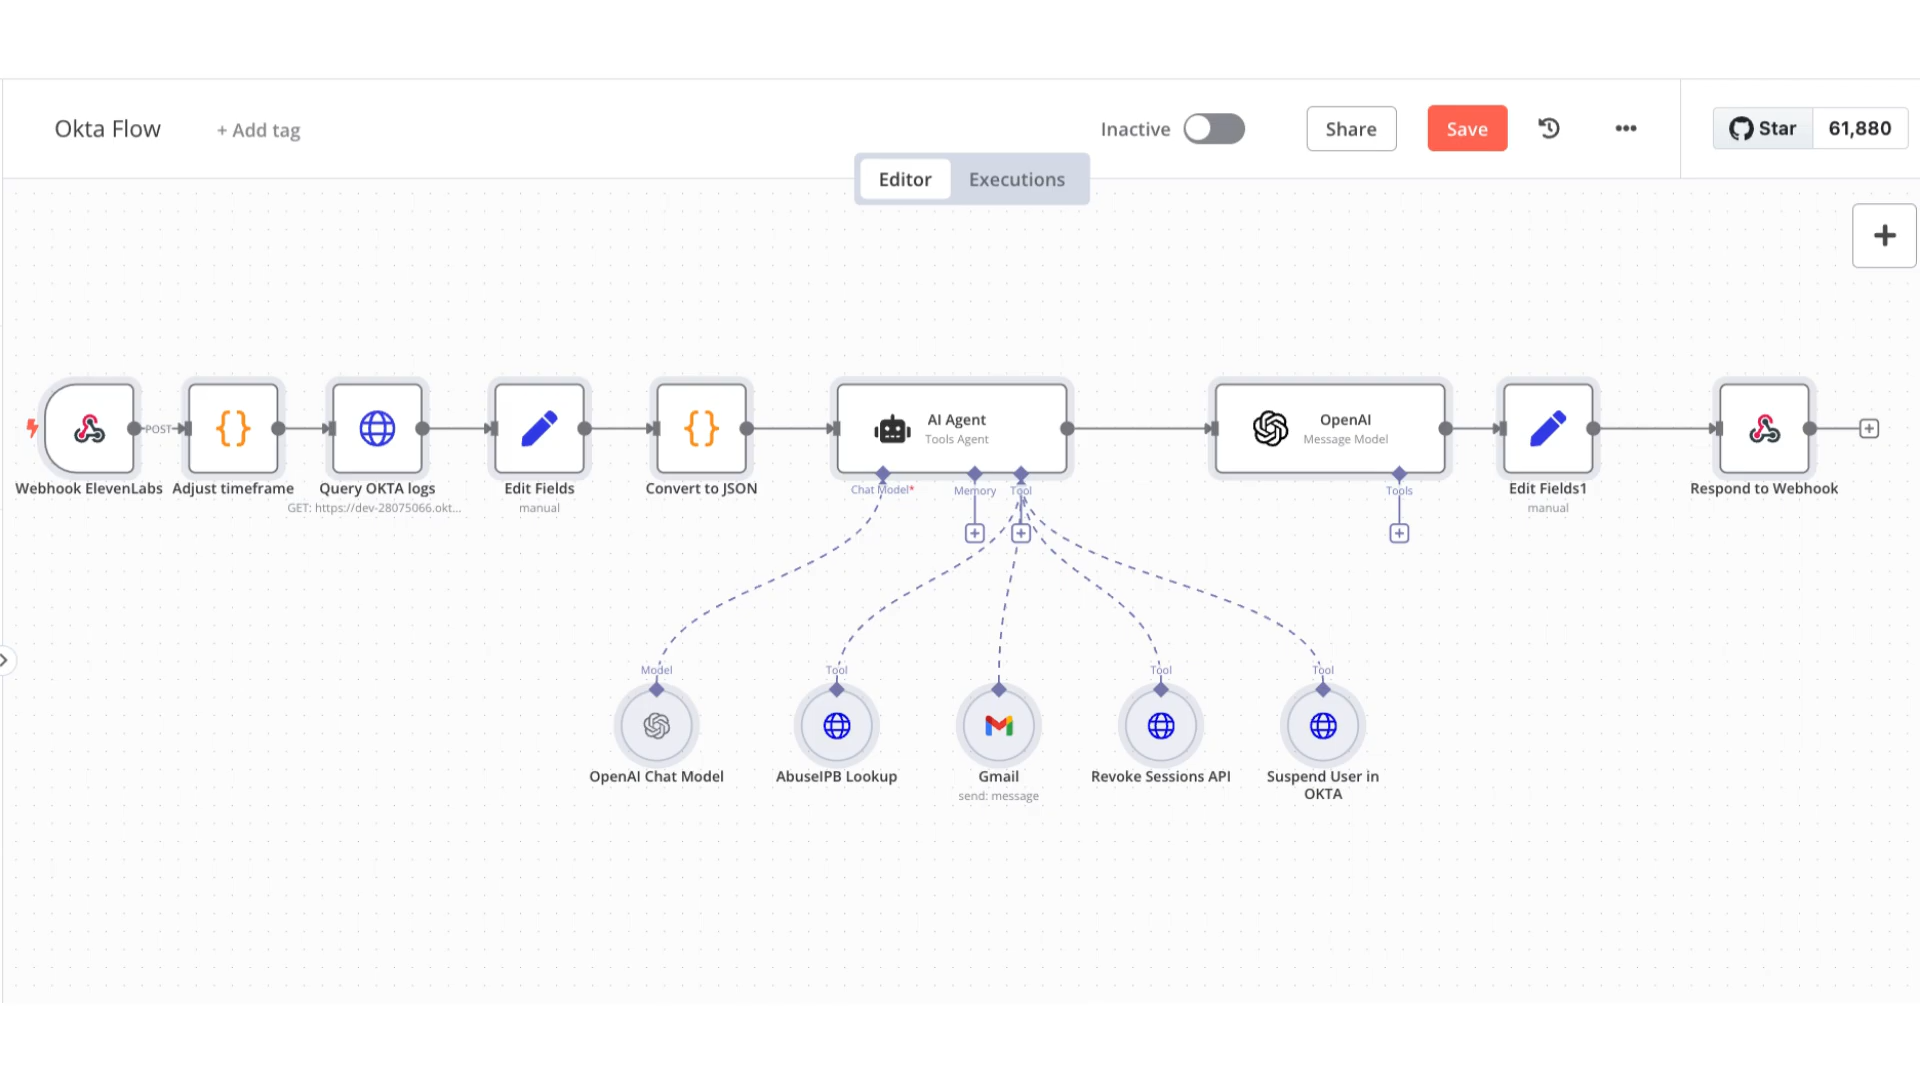 Okta Flow
+ Add tag
Inactive
Share
Save
Star
61,880
Editor
Executions
POST
AI Agent
Tools Agent
OpenAI
Message Model
Webhook ElevenLabs
Adjust timeframe
Query OKTA logs
GET: https://dev-28075066.okt...
Edit Fields
manual
Convert to JSON
Chat Model*
Memory
Tool
Tools
Edit Fields1
manual
Respond to Webhook
Model
Tool
Tool
Tool
OpenAI Chat Model
AbuseIPB Lookup
Gmail
send: message
Revoke Sessions API
Suspend User in
OKTA